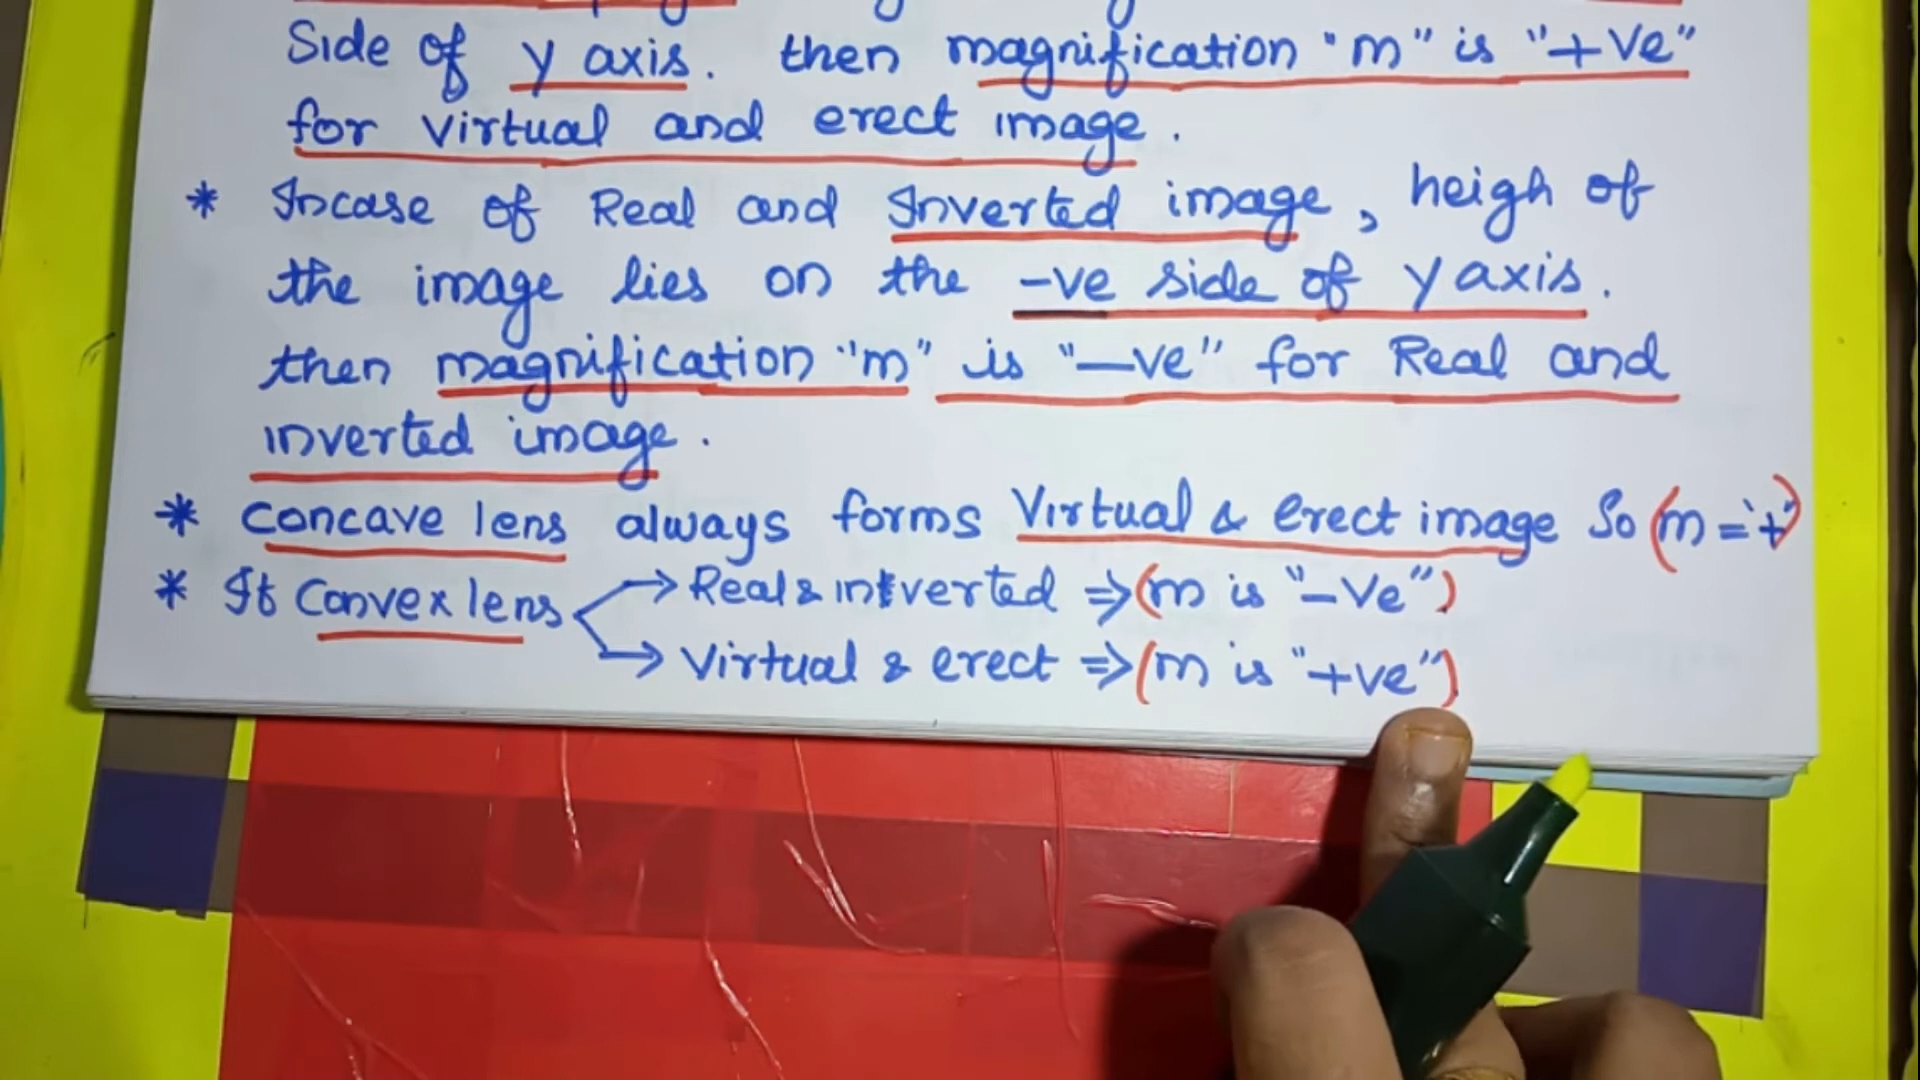 Side of y axis. then magnification "m" is "+ve"
for virtual and erect image.
* Incase of Real and Inverted image, heigh of
the image lies on the -ve side of y axis.
then magnification "m" is "-ve" for Real and
inverted image.
* Concave lens always forms Virtual & erect image So (m = '+')
* If Convex lens → Real & inverted ⇒ (m is "-Ve")
→ Virtual & erect ⇒ (m is "+ve")